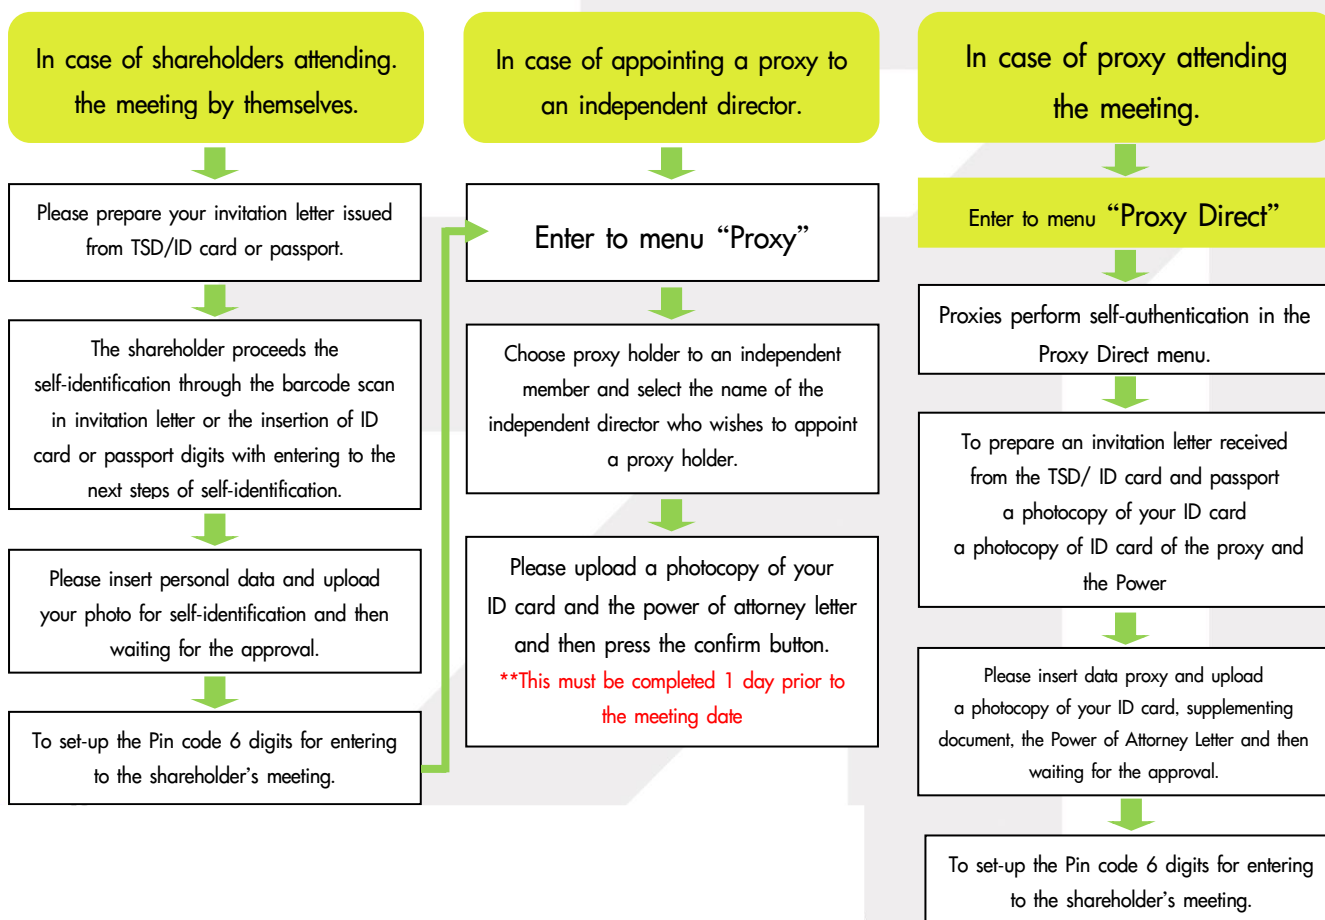 In case of shareholders attending.
the meeting by themselves.
Please prepare your invitation letter issued
from TSD/ID card or passport.
The shareholder proceeds the
self-identification through the barcode scan
in invitation letter or the insertion of ID
card or passport digits with entering to the
next steps of self-identification.
Please insert personal data and upload
your photo for self-identification and then
waiting for the approval.
To set-up the Pin code 6 digits for entering
to the shareholder’s meeting.
In case of appointing a proxy to
an independent director.
Enter to menu “Proxy”
Choose proxy holder to an independent
member and select the name of the
independent director who wishes to appoint
a proxy holder.
Please upload a photocopy of your
ID card and the power of attorney letter
and then press the confirm button.
**This must be completed 1 day prior to
the meeting date
In case of proxy attending
the meeting.
Enter to menu “Proxy Direct”
Proxies perform self-authentication in the
Proxy Direct menu.
To prepare an invitation letter received
from the TSD/ ID card and passport
a photocopy of your ID card
a photocopy of ID card of the proxy and
the Power
Please insert data proxy and upload
a photocopy of your ID card, supplementing
document, the Power of Attorney Letter and then
waiting for the approval.
To set-up the Pin code 6 digits for entering
to the shareholder’s meeting.